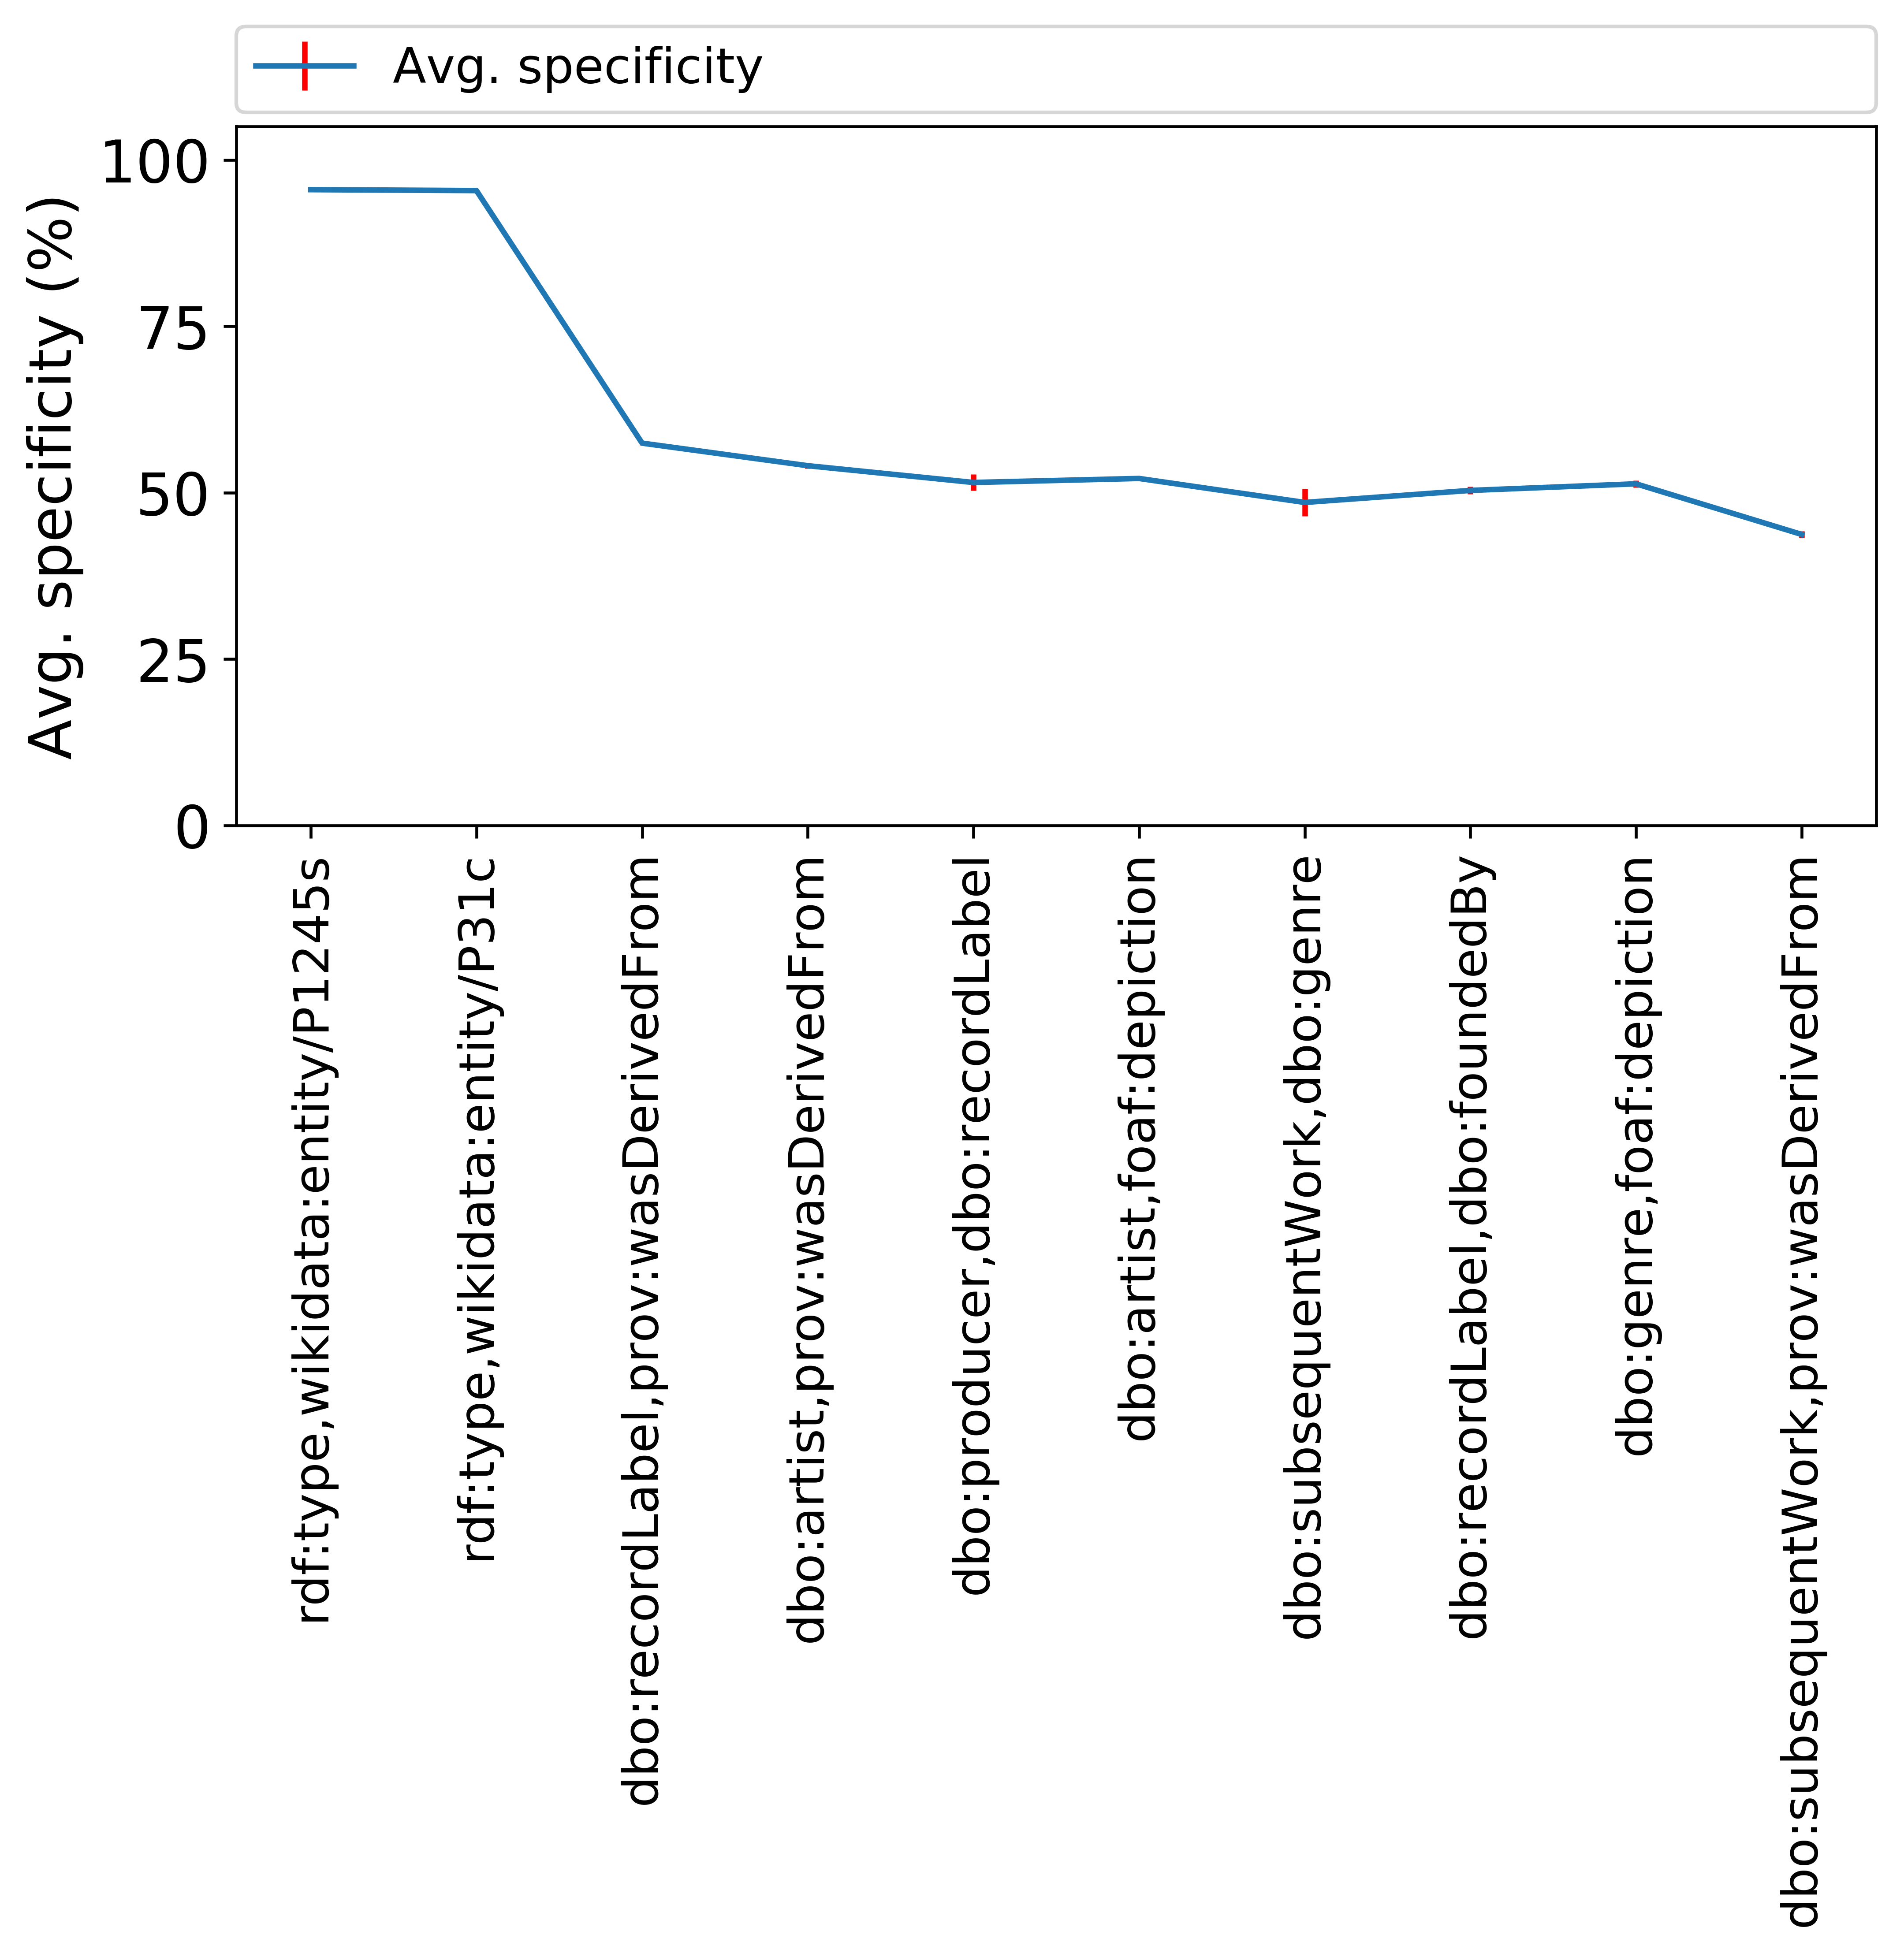 Avg. specificity
Avg. specificity (%)
100
75
50
25
0
rdf:type,wikidata:entity/P1245s
rdf:type,wikidata:entity/P31c
dbo:recordLabel,prov:wasDerivedFrom
dbo:artist,prov:wasDerivedFrom
dbo:producer,dbo:recordLabel
dbo:artist,foaf:depiction
dbo:subsequentWork,dbo:genre
dbo:recordLabel,dbo:foundedBy
dbo:genre,foaf:depiction
dbo:subsequentWork,prov:wasDerivedFrom